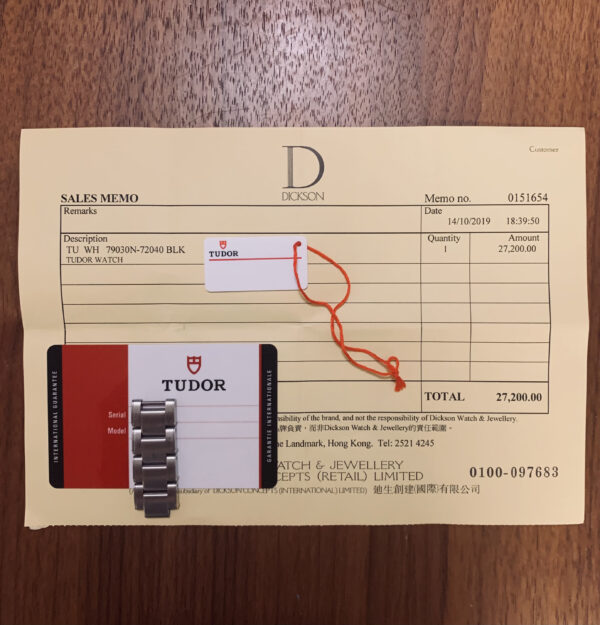 Customer
D
DICKSON
SALES MEMO
Memo no. 0151654
Remarks
Date
14/10/2019 18:39:50
Description
Quantity
Amount
TU WH 79030N-72040 BLK
1
27,200.00
TUDOR WATCH
TUDOR
TOTAL 27,200.00
INTERNATIONAL GUARANTEE
TUDOR
Serial
Model
GARANTIE INTERNATIONALE
of the brand, and not the responsibility of Dickson Watch & Jewellery.
牌負責，而非Dickson Watch & Jewellery的責任範圍。
Landmark, Hong Kong. Tel: 2521 4245
WATCH & JEWELLERY
(RETAIL) LIMITED
0100-097683
subsidiary of DICKSON CONCEPTS (INTERNATIONAL) LIMITED 迪生創建(國際)有限公司